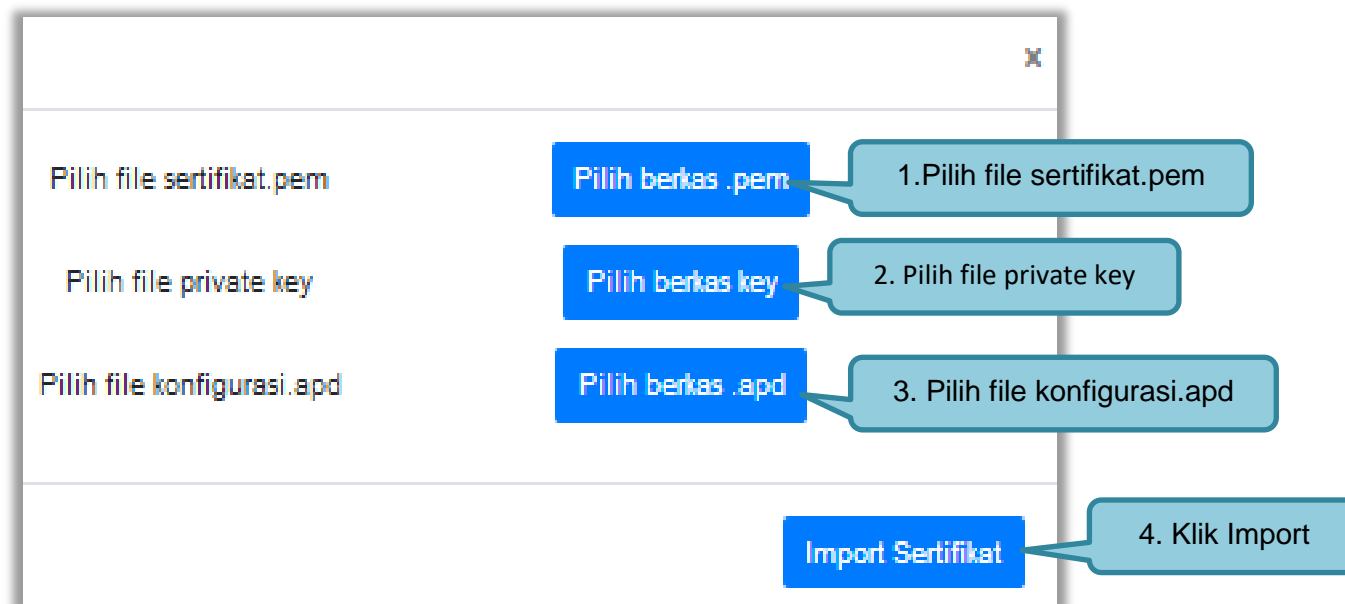 x
Pilih file sertifikat.pem
Pilih berkas .pem
1.Pilih file sertifikat.pem
Pilih file private key
Pilih berkas key
2. Pilih file private key
Pilih file konfigurasi.apd
Pilih berkas .apd
3. Pilih file konfigurasi.apd
Import Sertifikat
4. Klik Import